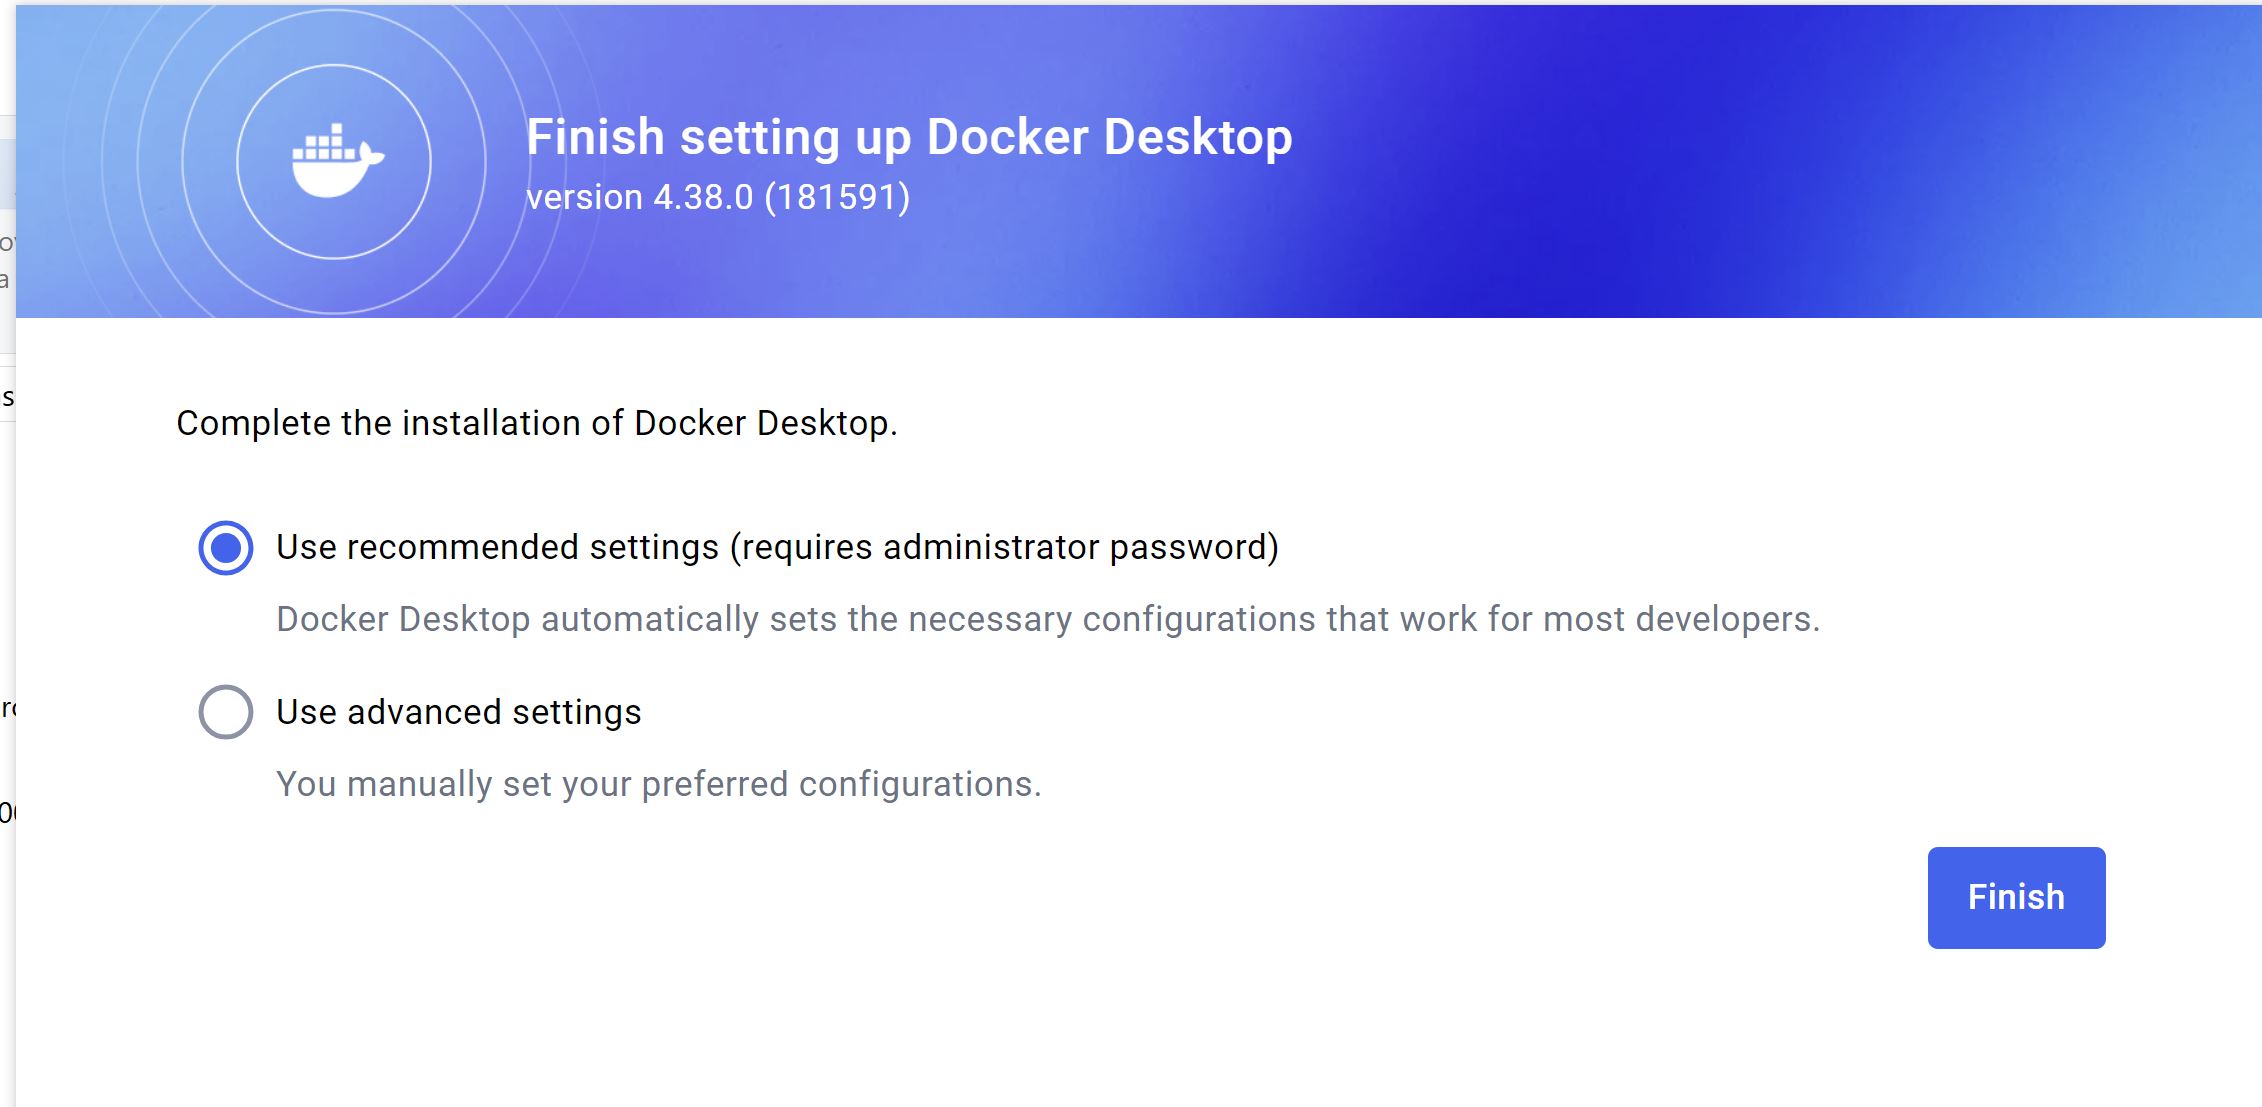 Finish setting up Docker Desktop
version 4.38.0 (181591)
Complete the installation of Docker Desktop.
Use recommended settings (requires administrator password)
Docker Desktop automatically sets the necessary configurations that work for most developers.
Use advanced settings
You manually set your preferred configurations.
Finish